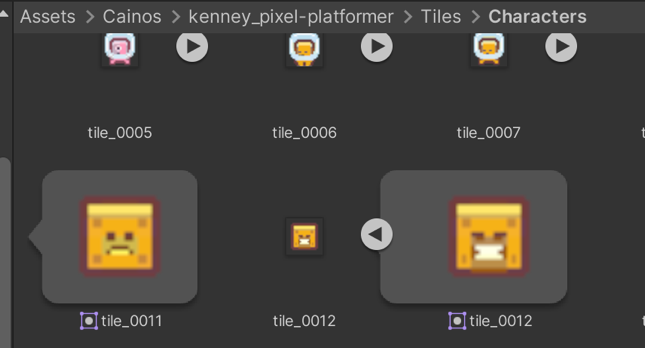 Assets > Cainos > kenney_pixel-platformer > Tiles > Characters
tile_0005 tile_0006 tile_0007
tile_0011 tile_0012 tile_0012